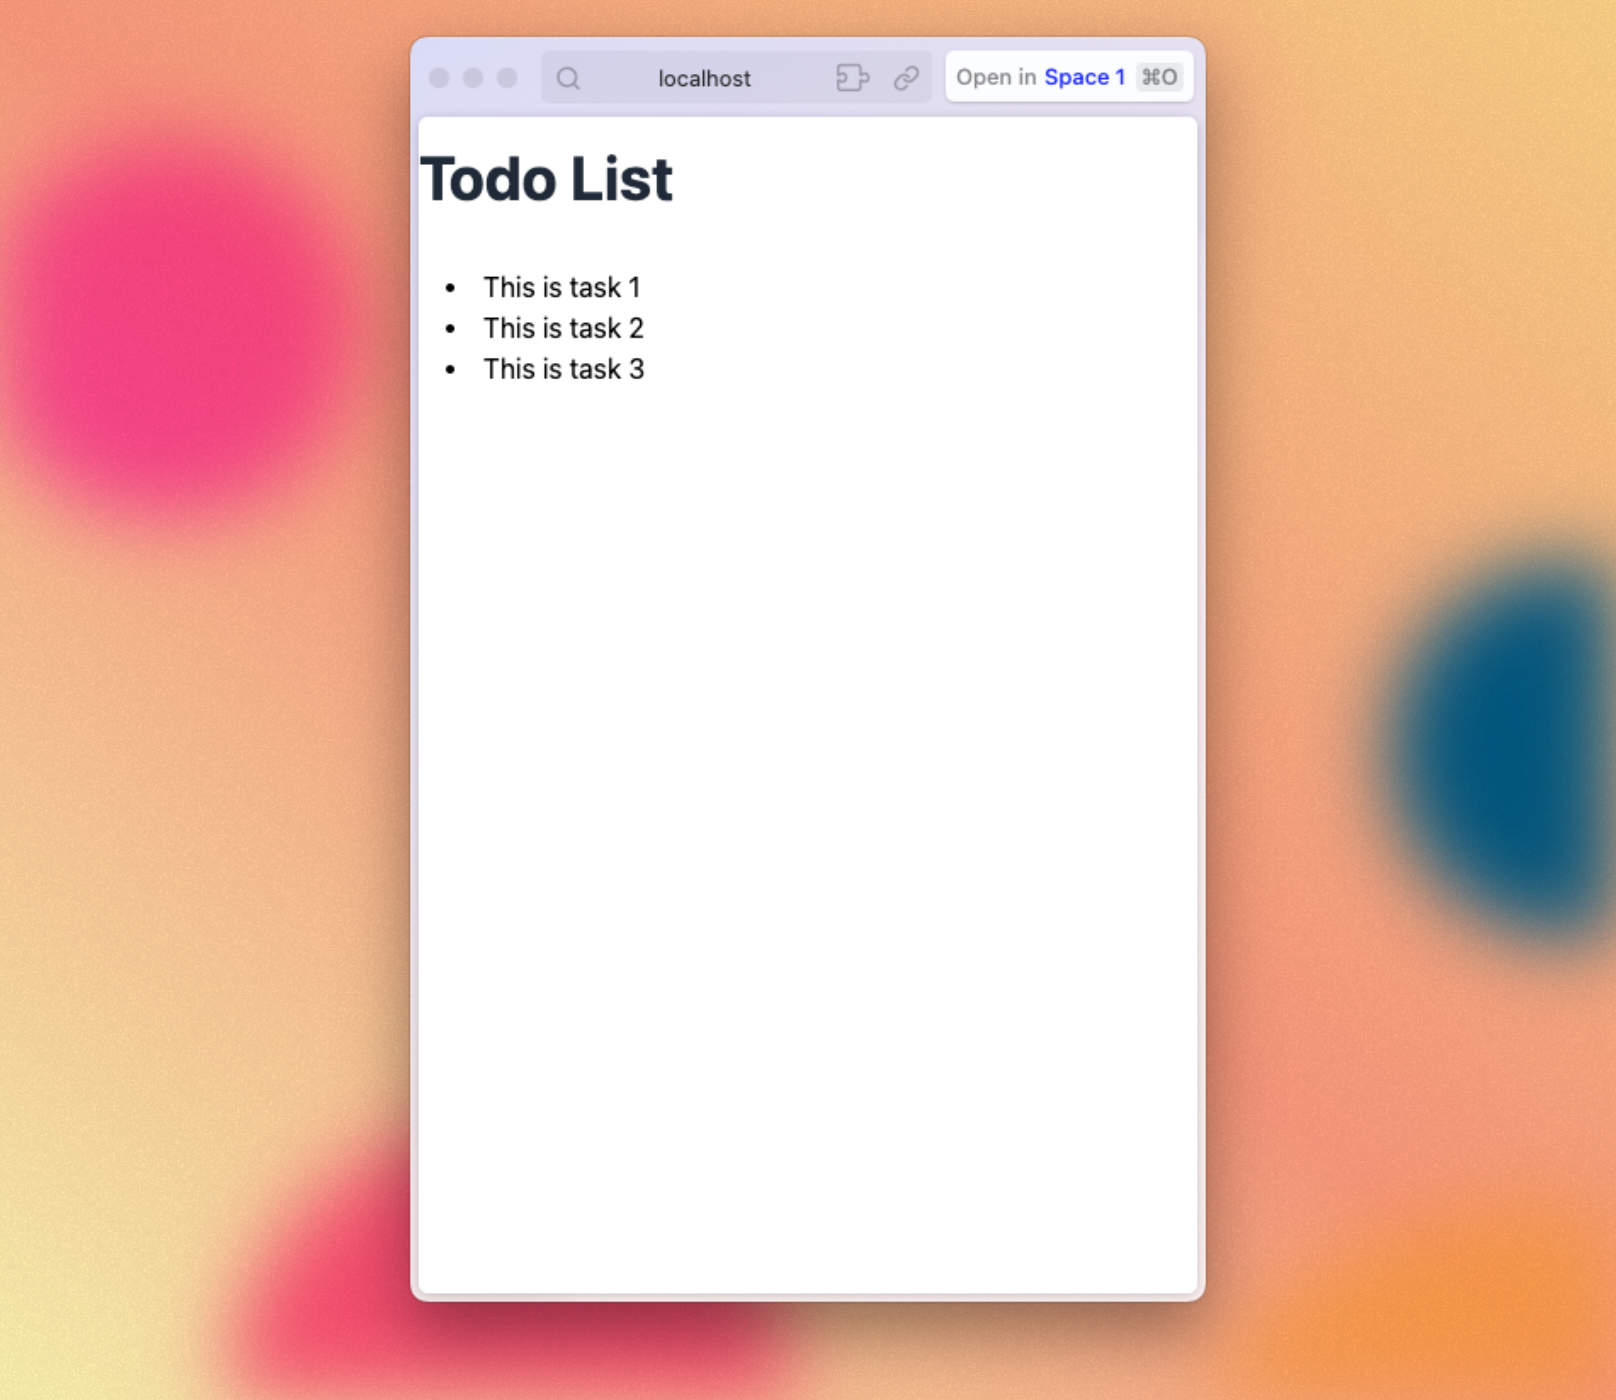 localhost
Open in Space 1 ⌘O
Todo List
• This is task 1
• This is task 2
• This is task 3